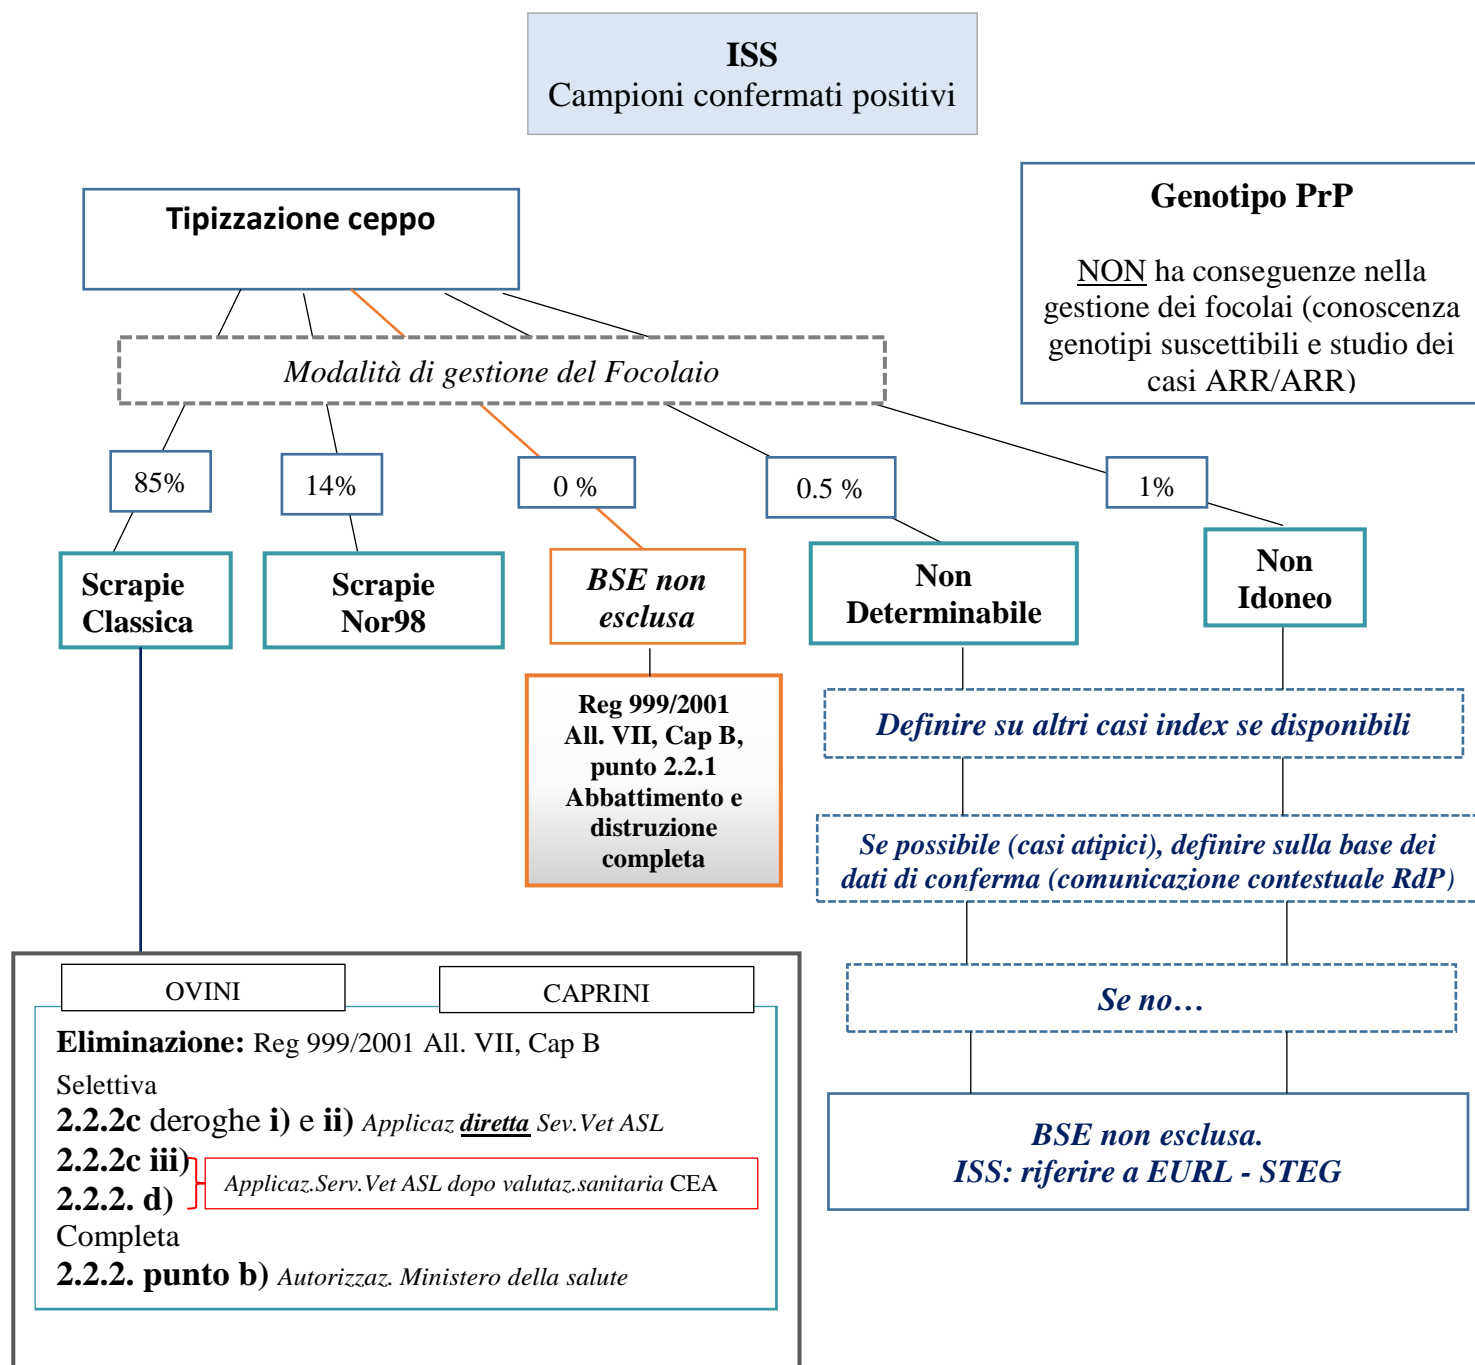 ISS
Campioni confermati positivi
Tipizzazione ceppo
Genotipo PrP
NON ha conseguenze nella
gestione dei focolai (conoscenza
genotipi suscettibili e studio dei
casi ARR/ARR)
Modalità di gestione del Focolaio
85%
14%
0 %
0.5 %
1%
Scrapie
Classica
Scrapie
Nor98
BSE non
esclusa
Non
Determinabile
Non
Idoneo
Reg 999/2001
All. VII, Cap B,
punto 2.2.1
Abbattimento e
distruzione
completa
Definire su altri casi index se disponibili
Se possibile (casi atipici), definire sulla base dei
dati di conferma (comunicazione contestuale RdP)
Se no…
BSE non esclusa.
ISS: riferire a EURL - STEG
OVINI
CAPRINI
Eliminazione: Reg 999/2001 All. VII, Cap B
Selettiva
2.2.2c deroghe i) e ii) Applicaz diretta Sev.Vet ASL
2.2.2c iii)
2.2.2. d)
Applicaz.Serv.Vet ASL dopo valutaz.sanitaria CEA
Completa
2.2.2. punto b) Autorizzaz. Ministero della salute